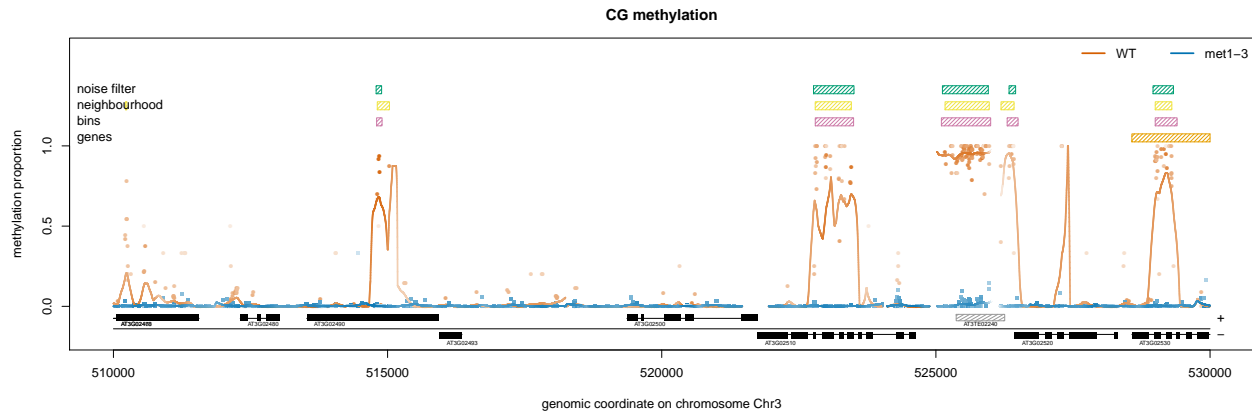 CG methylation
WT met1−3
noise filter
neighbourhood
bins
genes
methylation proportion
1.0
0.5
0.0
+
AT3G02480 AT3G02490 AT3G02500 AT3TE02240
−
AT3G02493 AT3G02510 AT3G02520 AT3G02530
510000 515000 520000 525000 530000
genomic coordinate on chromosome Chr3